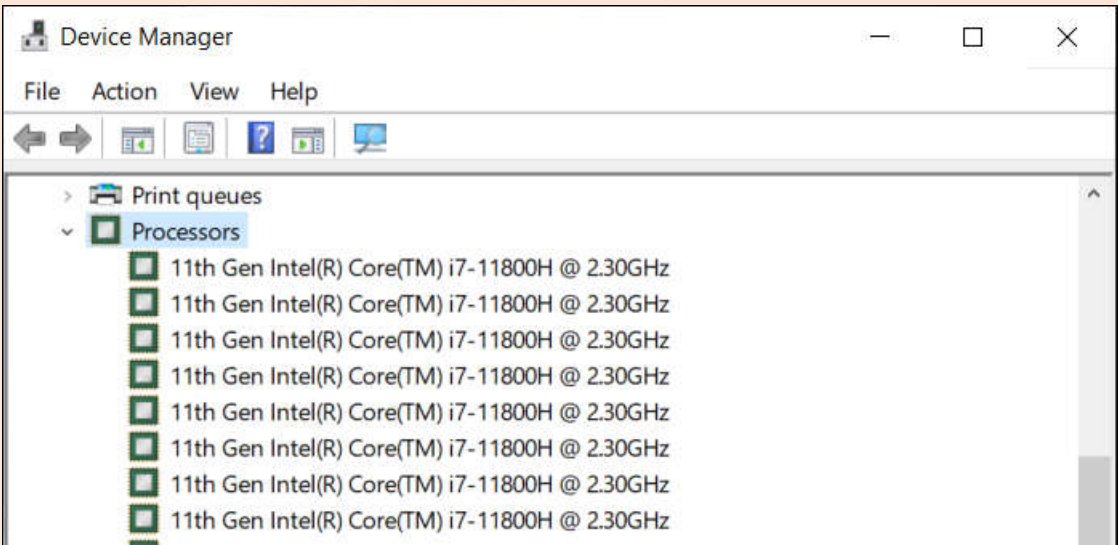 Device Manager
File Action View Help
Print queues
Processors
11th Gen Intel(R) Core(TM) i7-11800H @ 2.30GHz
11th Gen Intel(R) Core(TM) i7-11800H @ 2.30GHz
11th Gen Intel(R) Core(TM) i7-11800H @ 2.30GHz
11th Gen Intel(R) Core(TM) i7-11800H @ 2.30GHz
11th Gen Intel(R) Core(TM) i7-11800H @ 2.30GHz
11th Gen Intel(R) Core(TM) i7-11800H @ 2.30GHz
11th Gen Intel(R) Core(TM) i7-11800H @ 2.30GHz
11th Gen Intel(R) Core(TM) i7-11800H @ 2.30GHz